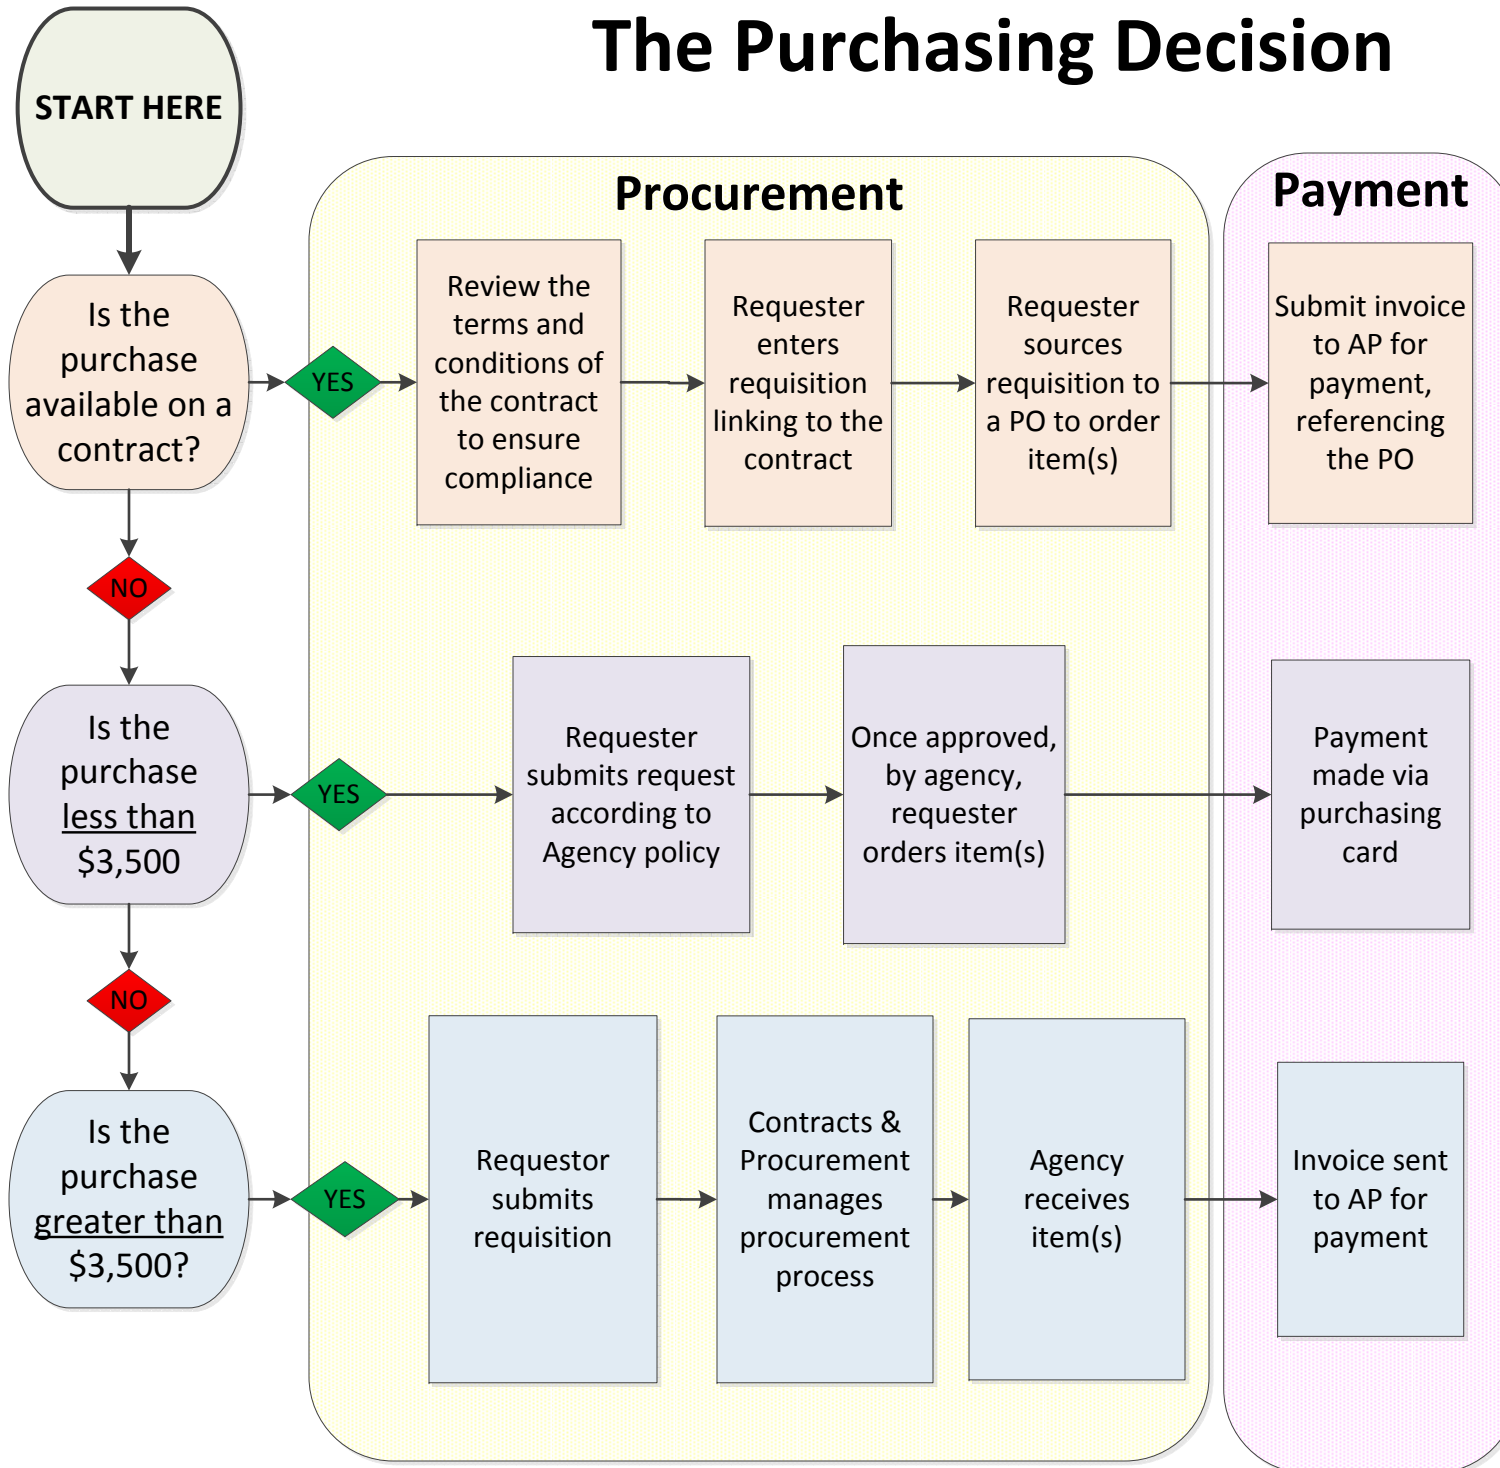 The Purchasing Decision
START HERE
Procurement
Payment
Is the
purchase
available on a
contract?
YES
Review the
terms and
conditions of
the contract
to ensure
compliance
Requester
enters
requisition
linking to the
contract
Requester
sources
requisition to
a PO to order
item(s)
Submit invoice
to AP for
payment,
referencing
the PO
NO
Is the
purchase
less than
$3,500
YES
Requester
submits request
according to
Agency policy
Once approved,
by agency,
requester
orders item(s)
Payment
made via
purchasing
card
NO
Is the
purchase
greater than
$3,500?
YES
Requestor
submits
requisition
Contracts &
Procurement
manages
procurement
process
Agency
receives
item(s)
Invoice sent
to AP for
payment